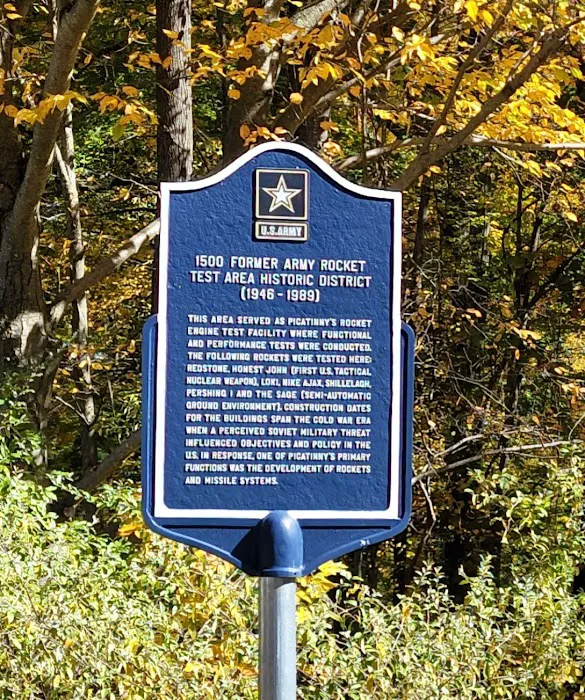 U.S.ARMY
1500 FORMER ARMY ROCKET
TEST AREA HISTORIC DISTRICT
(1946 - 1989)
THIS AREA SERVED AS PICATINNY'S ROCKET
ENGINE TEST FACILITY WHERE FUNCTIONAL
AND PERFORMANCE TESTS WERE CONDUCTED.
THE FOLLOWING ROCKETS WERE TESTED HERE:
REDSTONE, HONEST JOHN (FIRST U.S. TACTICAL
NUCLEAR WEAPON), LOKI, NIKE AJAX, SHILLELAGH,
PERSHING I AND THE SAGE (SEMI-AUTOMATIC
GROUND ENVIRONMENT). CONSTRUCTION DATES
FOR THE BUILDINGS SPAN THE COLD WAR ERA
WHEN A PERCEIVED SOVIET MILITARY THREAT
INFLUENCED OBJECTIVES AND POLICY IN THE
U.S. IN RESPONSE, ONE OF PICATINNY'S PRIMARY
FUNCTIONS WAS THE DEVELOPMENT OF ROCKETS
AND MISSILE SYSTEMS.